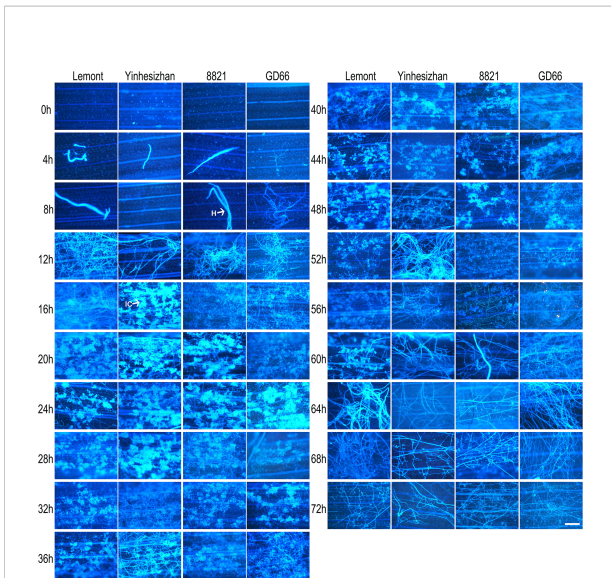 Lemont Yinhesizhan 8821 GD66
0h
4h
8h
H
12h
16h
IC
20h
24h
28h
32h
36h
Lemont Yinhesizhan 8821 GD66
40h
44h
48h
52h
56h
60h
64h
68h
72h